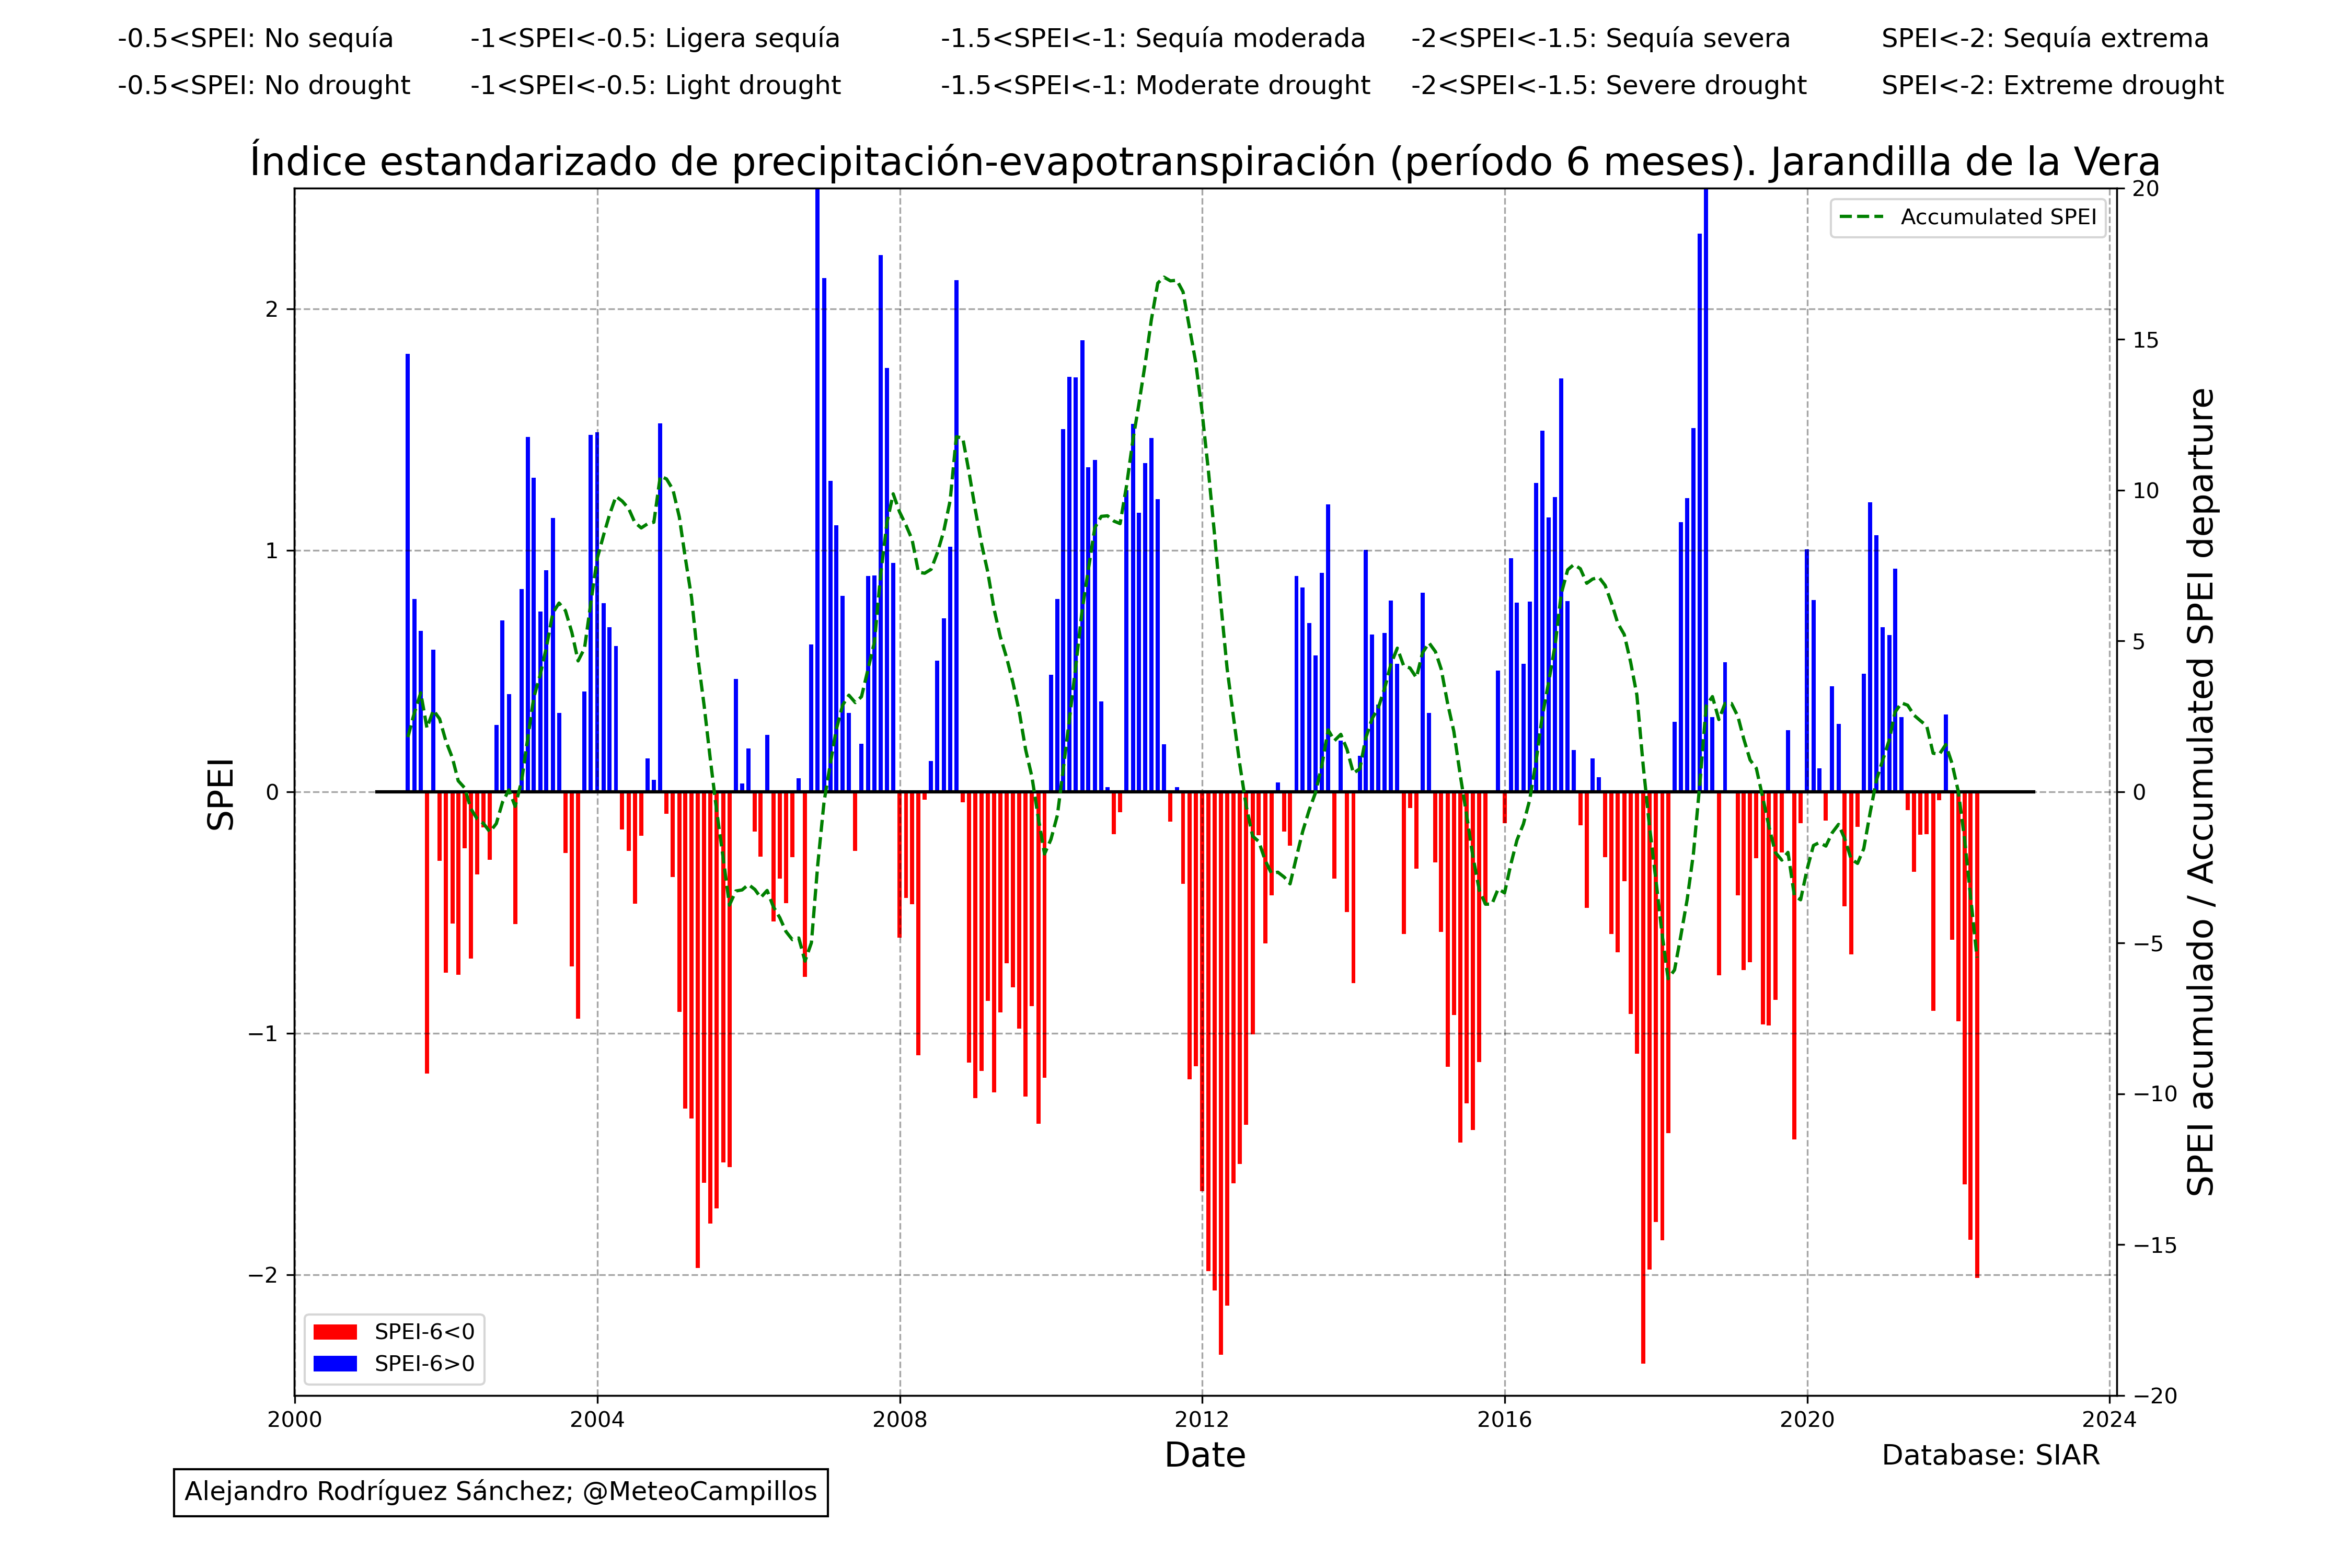 -0.5<SPEI: No sequía -1<SPEI<-0.5: Ligera sequía -1.5<SPEI<-1: Sequía moderada -2<SPEI<-1.5: Sequía severa SPEI<-2: Sequía extrema
-0.5<SPEI: No drought -1<SPEI<-0.5: Light drought -1.5<SPEI<-1: Moderate drought -2<SPEI<-1.5: Severe drought SPEI<-2: Extreme drought
Índice estandarizado de precipitación-evapotranspiración (período 6 meses). Jarandilla de la Vera
Accumulated SPEI
SPEI
2
1
0
−1
−2
20
15
10
5
0
−5
−10
−15
−20
SPEI acumulado / Accumulated SPEI departure
SPEI-6<0
SPEI-6>0
2000 2004 2008 2012 2016 2020 2024
Date
Database: SIAR
Alejandro Rodríguez Sánchez; @MeteoCampillos